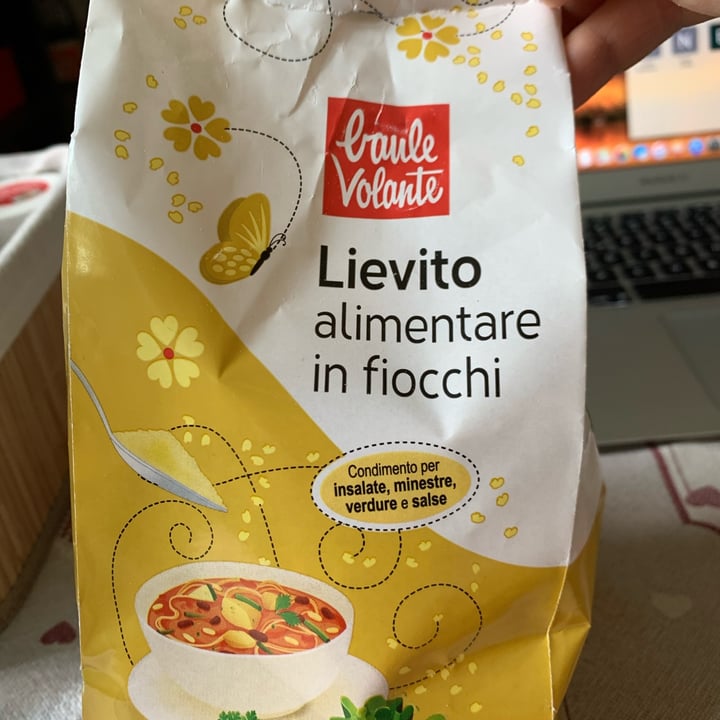 baule
Volante
Lievito
alimentare
in fiocchi
Condimento per
insalate, minestre,
verdure e salse